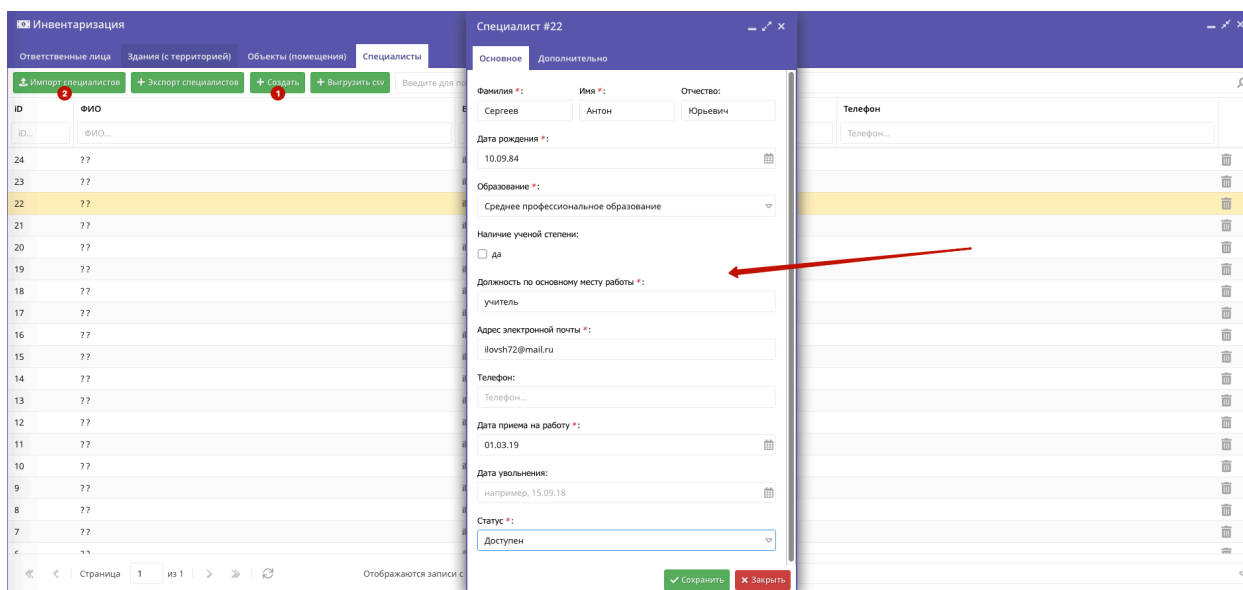 Инвентаризация
Ответственные лица Здания (с территорией) Объекты (помещения) Специалисты
Импорт специалистов + Экспорт специалистов + Создать + Выгрузить csv Введите для по
2 1
iD ФИО Телефон
iD... ФИО... Телефон...
24 ? ?
23 ? ?
22 ? ?
21 ? ?
20 ? ?
19 ? ?
18 ? ?
17 ? ?
16 ? ?
15 ? ?
14 ? ?
13 ? ?
12 ? ?
11 ? ?
10 ? ?
9 ? ?
8 ? ?
7 ? ?
Страница 1 из 1 Отображаются записи с
Специалист #22
Основное Дополнительно
Фамилия *: Имя *: Отчество:
Сергеев Антон Юрьевич
Дата рождения *:
10.09.84
Образование *:
Среднее профессиональное образование
Наличие ученой степени:
да
Должность по основному месту работы *:
учитель
Адрес электронной почты *:
ilovsh72@mail.ru
Телефон:
Телефон...
Дата приема на работу *:
01.03.19
Дата увольнения:
например, 15.09.18
Статус *:
Доступен
Сохранить × Закрыть